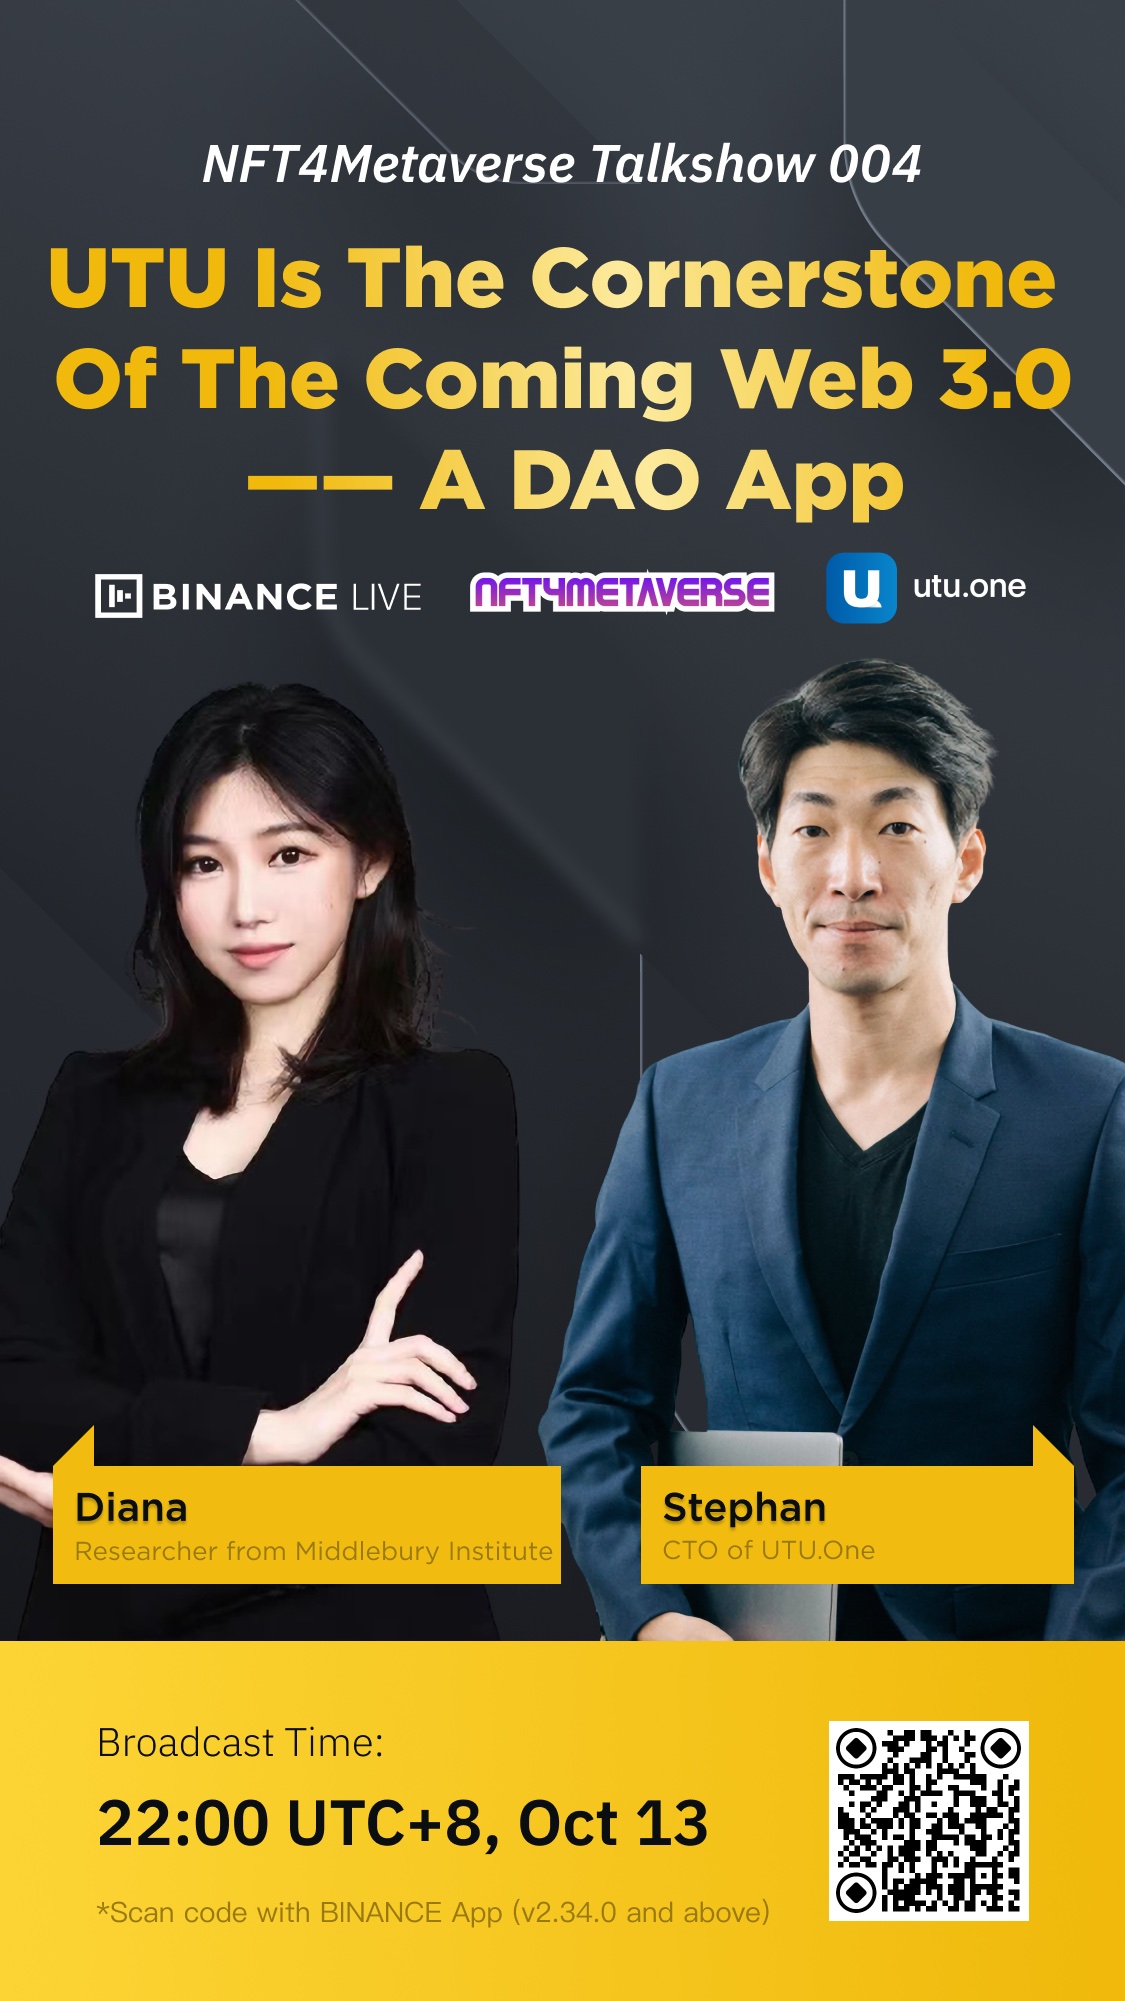 NFT4Metaverse Talkshow 004
UTU Is The Cornerstone
Of The Coming Web 3.0
—— A DAO App
BINANCE LIVE
NFT4METAVERSE
U utu.one
Diana
Researcher from Middlebury Institute
Stephan
CTO of UTU.One
Broadcast Time:
22:00 UTC+8, Oct 13
*Scan code with BINANCE App (v2.34.0 and above)